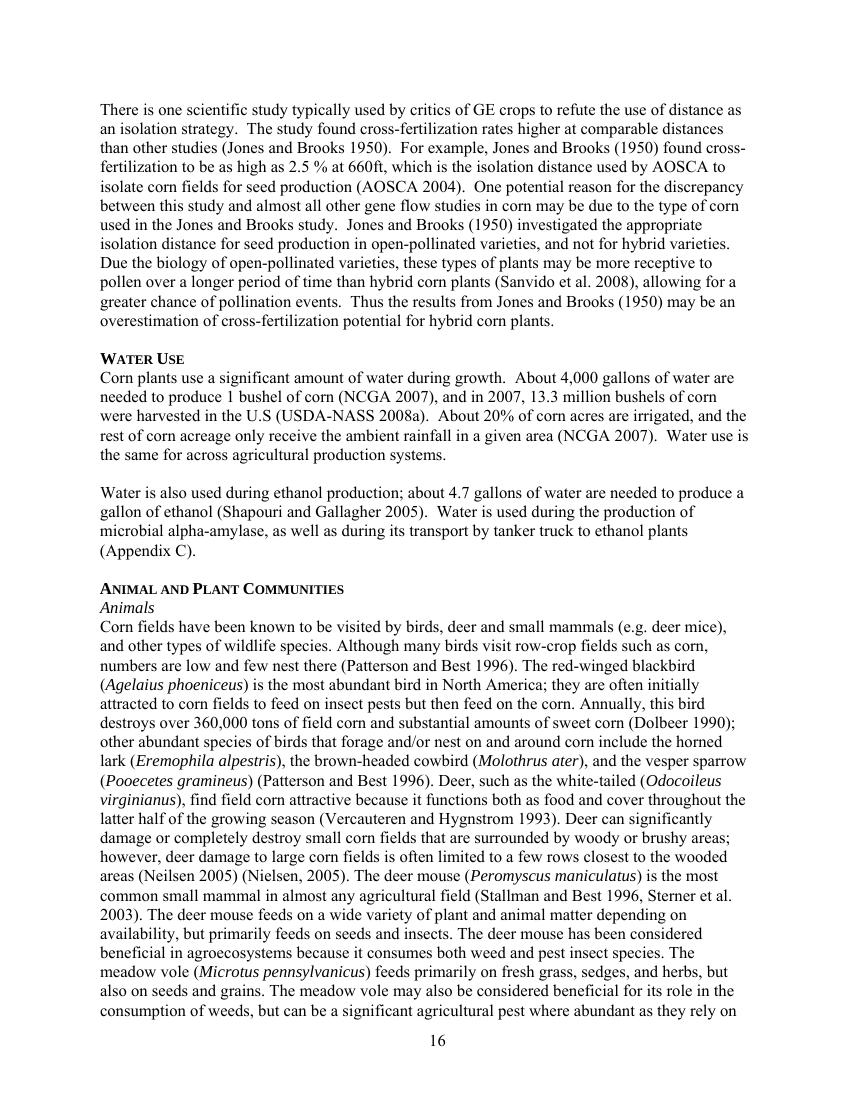 There is one scientific study typically used by critics of GE crops to refute the use of distance as
an isolation strategy.  The study found cross-fertilization rates higher at comparable distances
than other studies (Jones and Brooks 1950).  For example, Jones and Brooks (1950) found cross-
fertilization to be as high as 2.5 % at 660ft, which is the isolation distance used by AOSCA to
isolate corn fields for seed production (AOSCA 2004).  One potential reason for the discrepancy
between this study and almost all other gene flow studies in corn may be due to the type of corn
used in the Jones and Brooks study.  Jones and Brooks (1950) investigated the appropriate
isolation distance for seed production in open-pollinated varieties, and not for hybrid varieties.
Due the biology of open-pollinated varieties, these types of plants may be more receptive to
pollen over a longer period of time than hybrid corn plants (Sanvido et al. 2008), allowing for a
greater chance of pollination events.  Thus the results from Jones and Brooks (1950) may be an
overestimation of cross-fertilization potential for hybrid corn plants.
WATER USE
Corn plants use a significant amount of water during growth.  About 4,000 gallons of water are
needed to produce 1 bushel of corn (NCGA 2007), and in 2007, 13.3 million bushels of corn
were harvested in the U.S (USDA-NASS 2008a).  About 20% of corn acres are irrigated, and the
rest of corn acreage only receive the ambient rainfall in a given area (NCGA 2007).  Water use is
the same for across agricultural production systems.
Water is also used during ethanol production; about 4.7 gallons of water are needed to produce a
gallon of ethanol (Shapouri and Gallagher 2005).  Water is used during the production of
microbial alpha-amylase, as well as during its transport by tanker truck to ethanol plants
(Appendix C).
ANIMAL AND PLANT COMMUNITIES
Animals
Corn fields have been known to be visited by birds, deer and small mammals (e.g. deer mice),
and other types of wildlife species. Although many birds visit row-crop fields such as corn,
numbers are low and few nest there (Patterson and Best 1996). The red-winged blackbird
(Agelaius phoeniceus) is the most abundant bird in North America; they are often initially
attracted to corn fields to feed on insect pests but then feed on the corn. Annually, this bird
destroys over 360,000 tons of field corn and substantial amounts of sweet corn (Dolbeer 1990);
other abundant species of birds that forage and/or nest on and around corn include the horned
lark (Eremophila alpestris), the brown-headed cowbird (Molothrus ater), and the vesper sparrow
(Pooecetes gramineus) (Patterson and Best 1996). Deer, such as the white-tailed (Odocoileus
virginianus), find field corn attractive because it functions both as food and cover throughout the
latter half of the growing season (Vercauteren and Hygnstrom 1993). Deer can significantly
damage or completely destroy small corn fields that are surrounded by woody or brushy areas;
however, deer damage to large corn fields is often limited to a few rows closest to the wooded
areas (Neilsen 2005) (Nielsen, 2005). The deer mouse (Peromyscus maniculatus) is the most
common small mammal in almost any agricultural field (Stallman and Best 1996, Sterner et al.
2003). The deer mouse feeds on a wide variety of plant and animal matter depending on
availability, but primarily feeds on seeds and insects. The deer mouse has been considered
beneficial in agroecosystems because it consumes both weed and pest insect species. The
meadow vole (Microtus pennsylvanicus) feeds primarily on fresh grass, sedges, and herbs, but
also on seeds and grains. The meadow vole may also be considered beneficial for its role in the
consumption of weeds, but can be a significant agricultural pest where abundant as they rely on
16